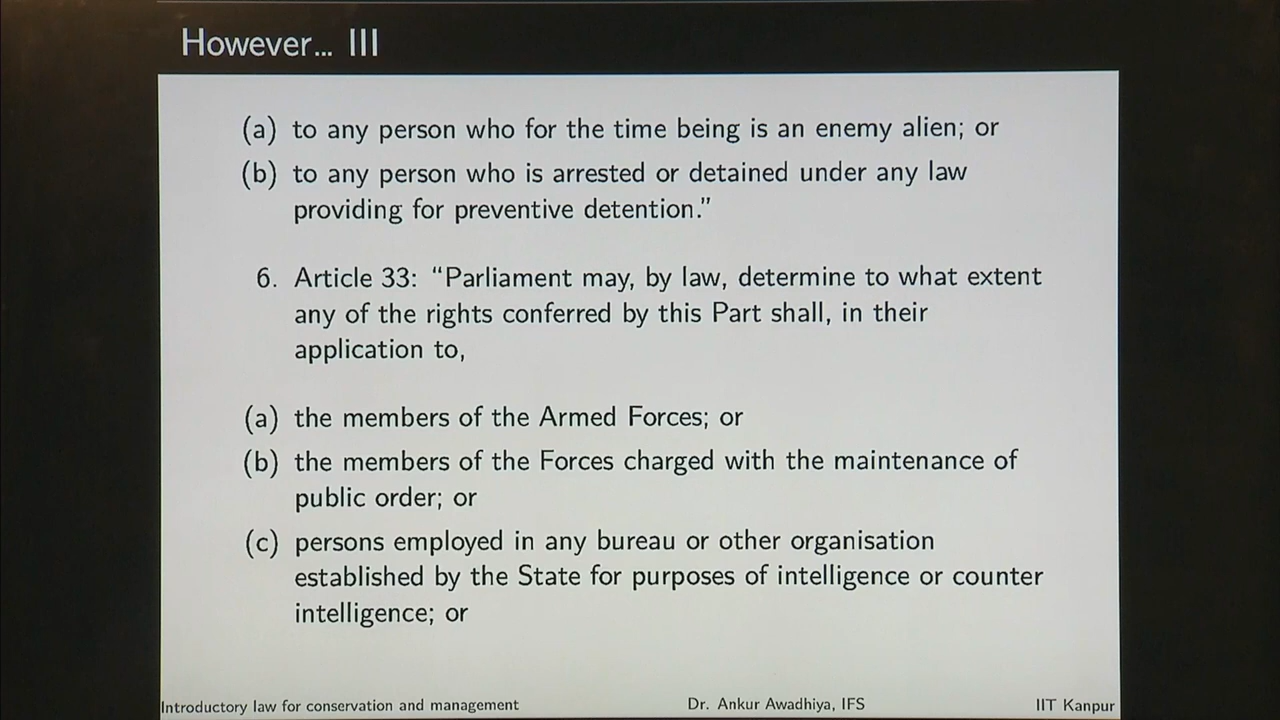 However... III
(a) to any person who for the time being is an enemy alien; or
(b) to any person who is arrested or detained under any law
providing for preventive detention.”
6. Article 33: “Parliament may, by law, determine to what extent
any of the rights conferred by this Part shall, in their
application to,
(a) the members of the Armed Forces; or
(b) the members of the Forces charged with the maintenance of
public order; or
(c) persons employed in any bureau or other organisation
established by the State for purposes of intelligence or counter
intelligence; or
Introductory law for conservation and management Dr. Ankur Awadhiya, IFS IIT Kanpur